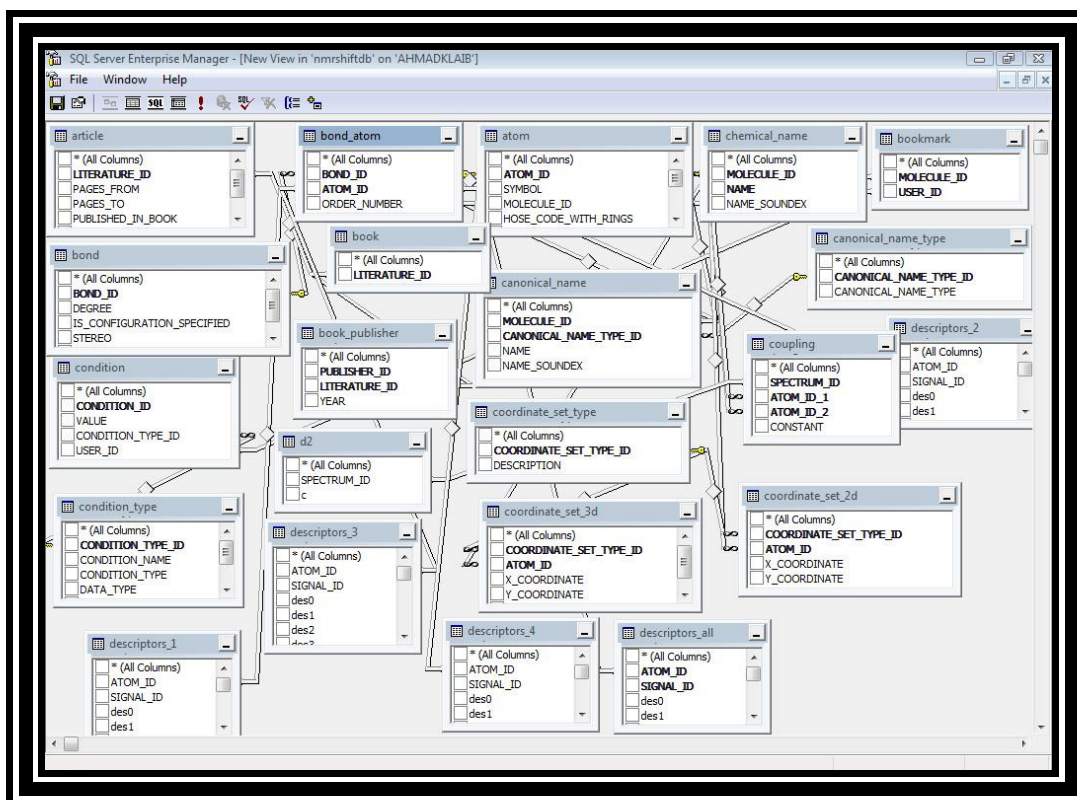 SQL Server Enterprise Manager - [New View in 'nmrshiftdb' on 'AHMADKLAIB']
File Window Help
SQL
SQL
article
* (All Columns)
LITERATURE_ID
PAGES_FROM
PAGES_TO
PUBLISHED_IN_BOOK
bond_atom
* (All Columns)
BOND_ID
ATOM_ID
ORDER_NUMBER
atom
* (All Columns)
ATOM_ID
SYMBOL
MOLECULE_ID
HOSE_CODE_WITH_RINGS
chemical_name
* (All Columns)
MOLECULE_ID
NAME
NAME_SOUNDEX
bookmark
* (All Columns)
MOLECULE_ID
USER_ID
bond
* (All Columns)
BOND_ID
DEGREE
IS_CONFIGURATION_SPECIFIED
STEREO
book
* (All Columns)
LITERATURE_ID
canonical_name
* (All Columns)
MOLECULE_ID
CANONICAL_NAME_TYPE_ID
NAME
NAME_SOUNDEX
canonical_name_type
* (All Columns)
CANONICAL_NAME_TYPE_ID
CANONICAL_NAME_TYPE
book_publisher
* (All Columns)
PUBLISHER_ID
LITERATURE_ID
YEAR
coupling
* (All Columns)
SPECTRUM_ID
ATOM_ID_1
ATOM_ID_2
CONSTANT
descriptors_2
* (All Columns)
ATOM_ID
SIGNAL_ID
des0
des1
condition
* (All Columns)
CONDITION_ID
VALUE
CONDITION_TYPE_ID
USER_ID
d2
* (All Columns)
SPECTRUM_ID
c
coordinate_set_type
* (All Columns)
COORDINATE_SET_TYPE_ID
DESCRIPTION
condition_type
* (All Columns)
CONDITION_TYPE_ID
CONDITION_NAME
CONDITION_TYPE
DATA_TYPE
descriptors_3
* (All Columns)
ATOM_ID
SIGNAL_ID
des0
des1
des2
des3
coordinate_set_3d
* (All Columns)
COORDINATE_SET_TYPE_ID
ATOM_ID
X_COORDINATE
Y_COORDINATE
coordinate_set_2d
* (All Columns)
COORDINATE_SET_TYPE_ID
ATOM_ID
X_COORDINATE
Y_COORDINATE
descriptors_1
* (All Columns)
ATOM_ID
SIGNAL_ID
des0
des1
descriptors_4
* (All Columns)
ATOM_ID
SIGNAL_ID
des0
des1
descriptors_all
* (All Columns)
ATOM_ID
SIGNAL_ID
des0
des1